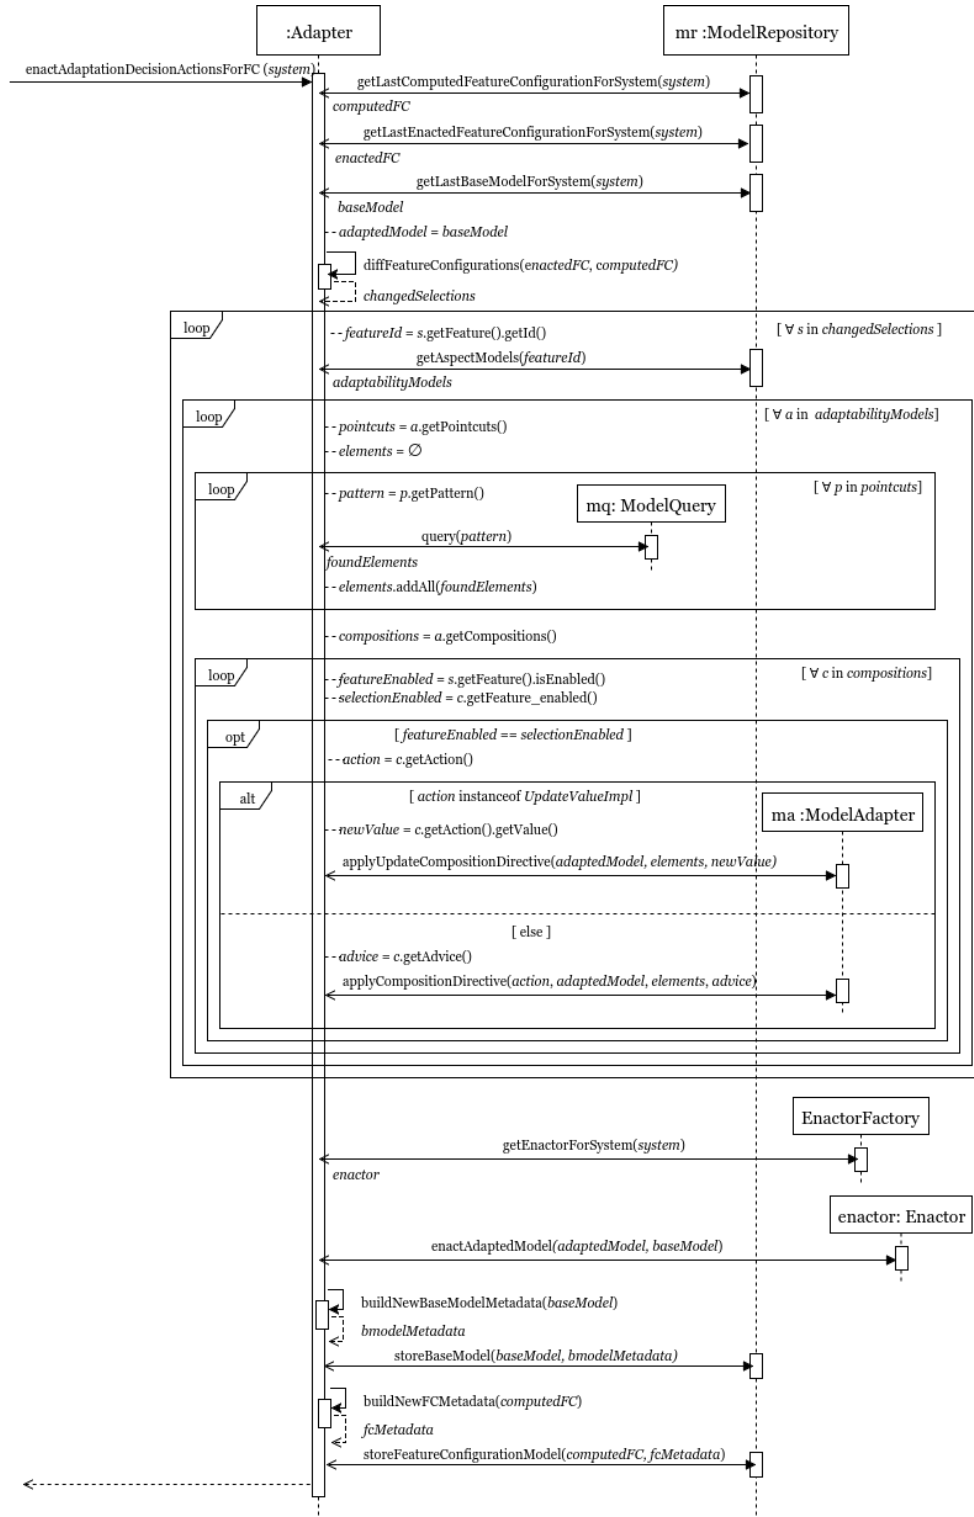 :Adapter
mr :ModelRepository
enactAdaptationDecisionActionsForFC (system)
getLastComputedFeatureConfigurationForSystem(system)
computedFC
getLastEnactedFeatureConfigurationForSystem(system)
enactedFC
getLastBaseModelForSystem(system)
baseModel
adaptedModel = baseModel
diffFeatureConfigurations(enactedFC, computedFC)
changedSelections
loop
[ ∀ s in changedSelections ]
featureId = s.getFeature().getId()
getAspectModels(featureId)
adaptabilityModels
loop
[ ∀ a in adaptabilityModels]
pointcuts = a.getPointcuts()
elements = ∅
loop
[ ∀ p in pointcuts]
pattern = p.getPattern()
mq: ModelQuery
query(pattern)
foundElements
elements.addAll(foundElements)
compositions = a.getCompositions()
loop
[ ∀ c in compositions]
featureEnabled = s.getFeature().isEnabled()
selectionEnabled = c.getFeature_enabled()
opt
[ featureEnabled == selectionEnabled ]
action = c.getAction()
alt
[ action instanceof UpdateValueImpl ]
ma :ModelAdapter
newValue = c.getAction().getValue()
applyUpdateCompositionDirective(adaptedModel, elements, newValue)
[ else ]
advice = c.getAdvice()
applyCompositionDirective(action, adaptedModel, elements, advice)
EnactorFactory
getEnactorForSystem(system)
enactor
enactor: Enactor
enactAdaptedModel(adaptedModel, baseModel)
buildNewBaseModelMetadata(baseModel)
bmodelMetadata
storeBaseModel(baseModel, bmodelMetadata)
buildNewFCMetadata(computedFC)
fcMetadata
storeFeatureConfigurationModel(computedFC, fcMetadata)